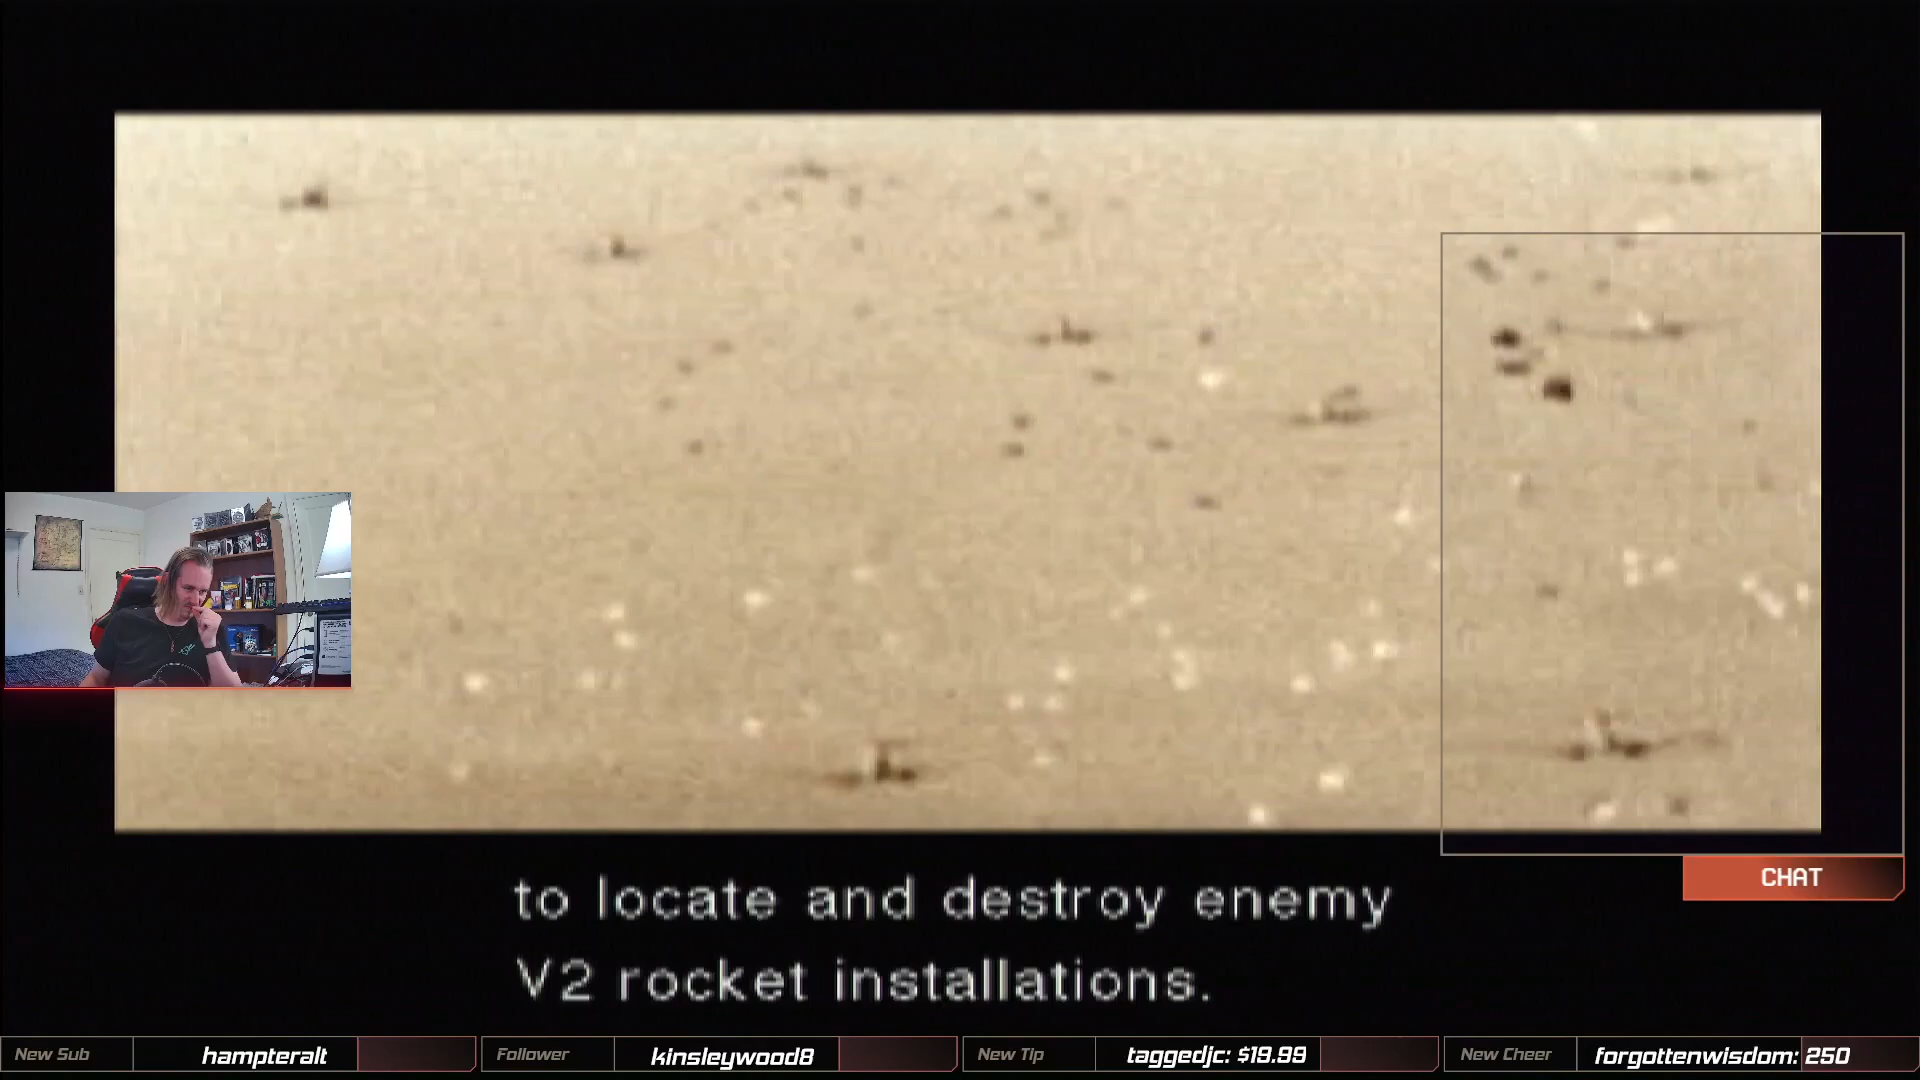 to locate and destroy enemy
V2 rocket installations.
CHAT
New Sub
hampteralt
Follower
kinsleywood8
New Tip
taggedjc: $19.99
New Cheer
forgottenwisdom: 250